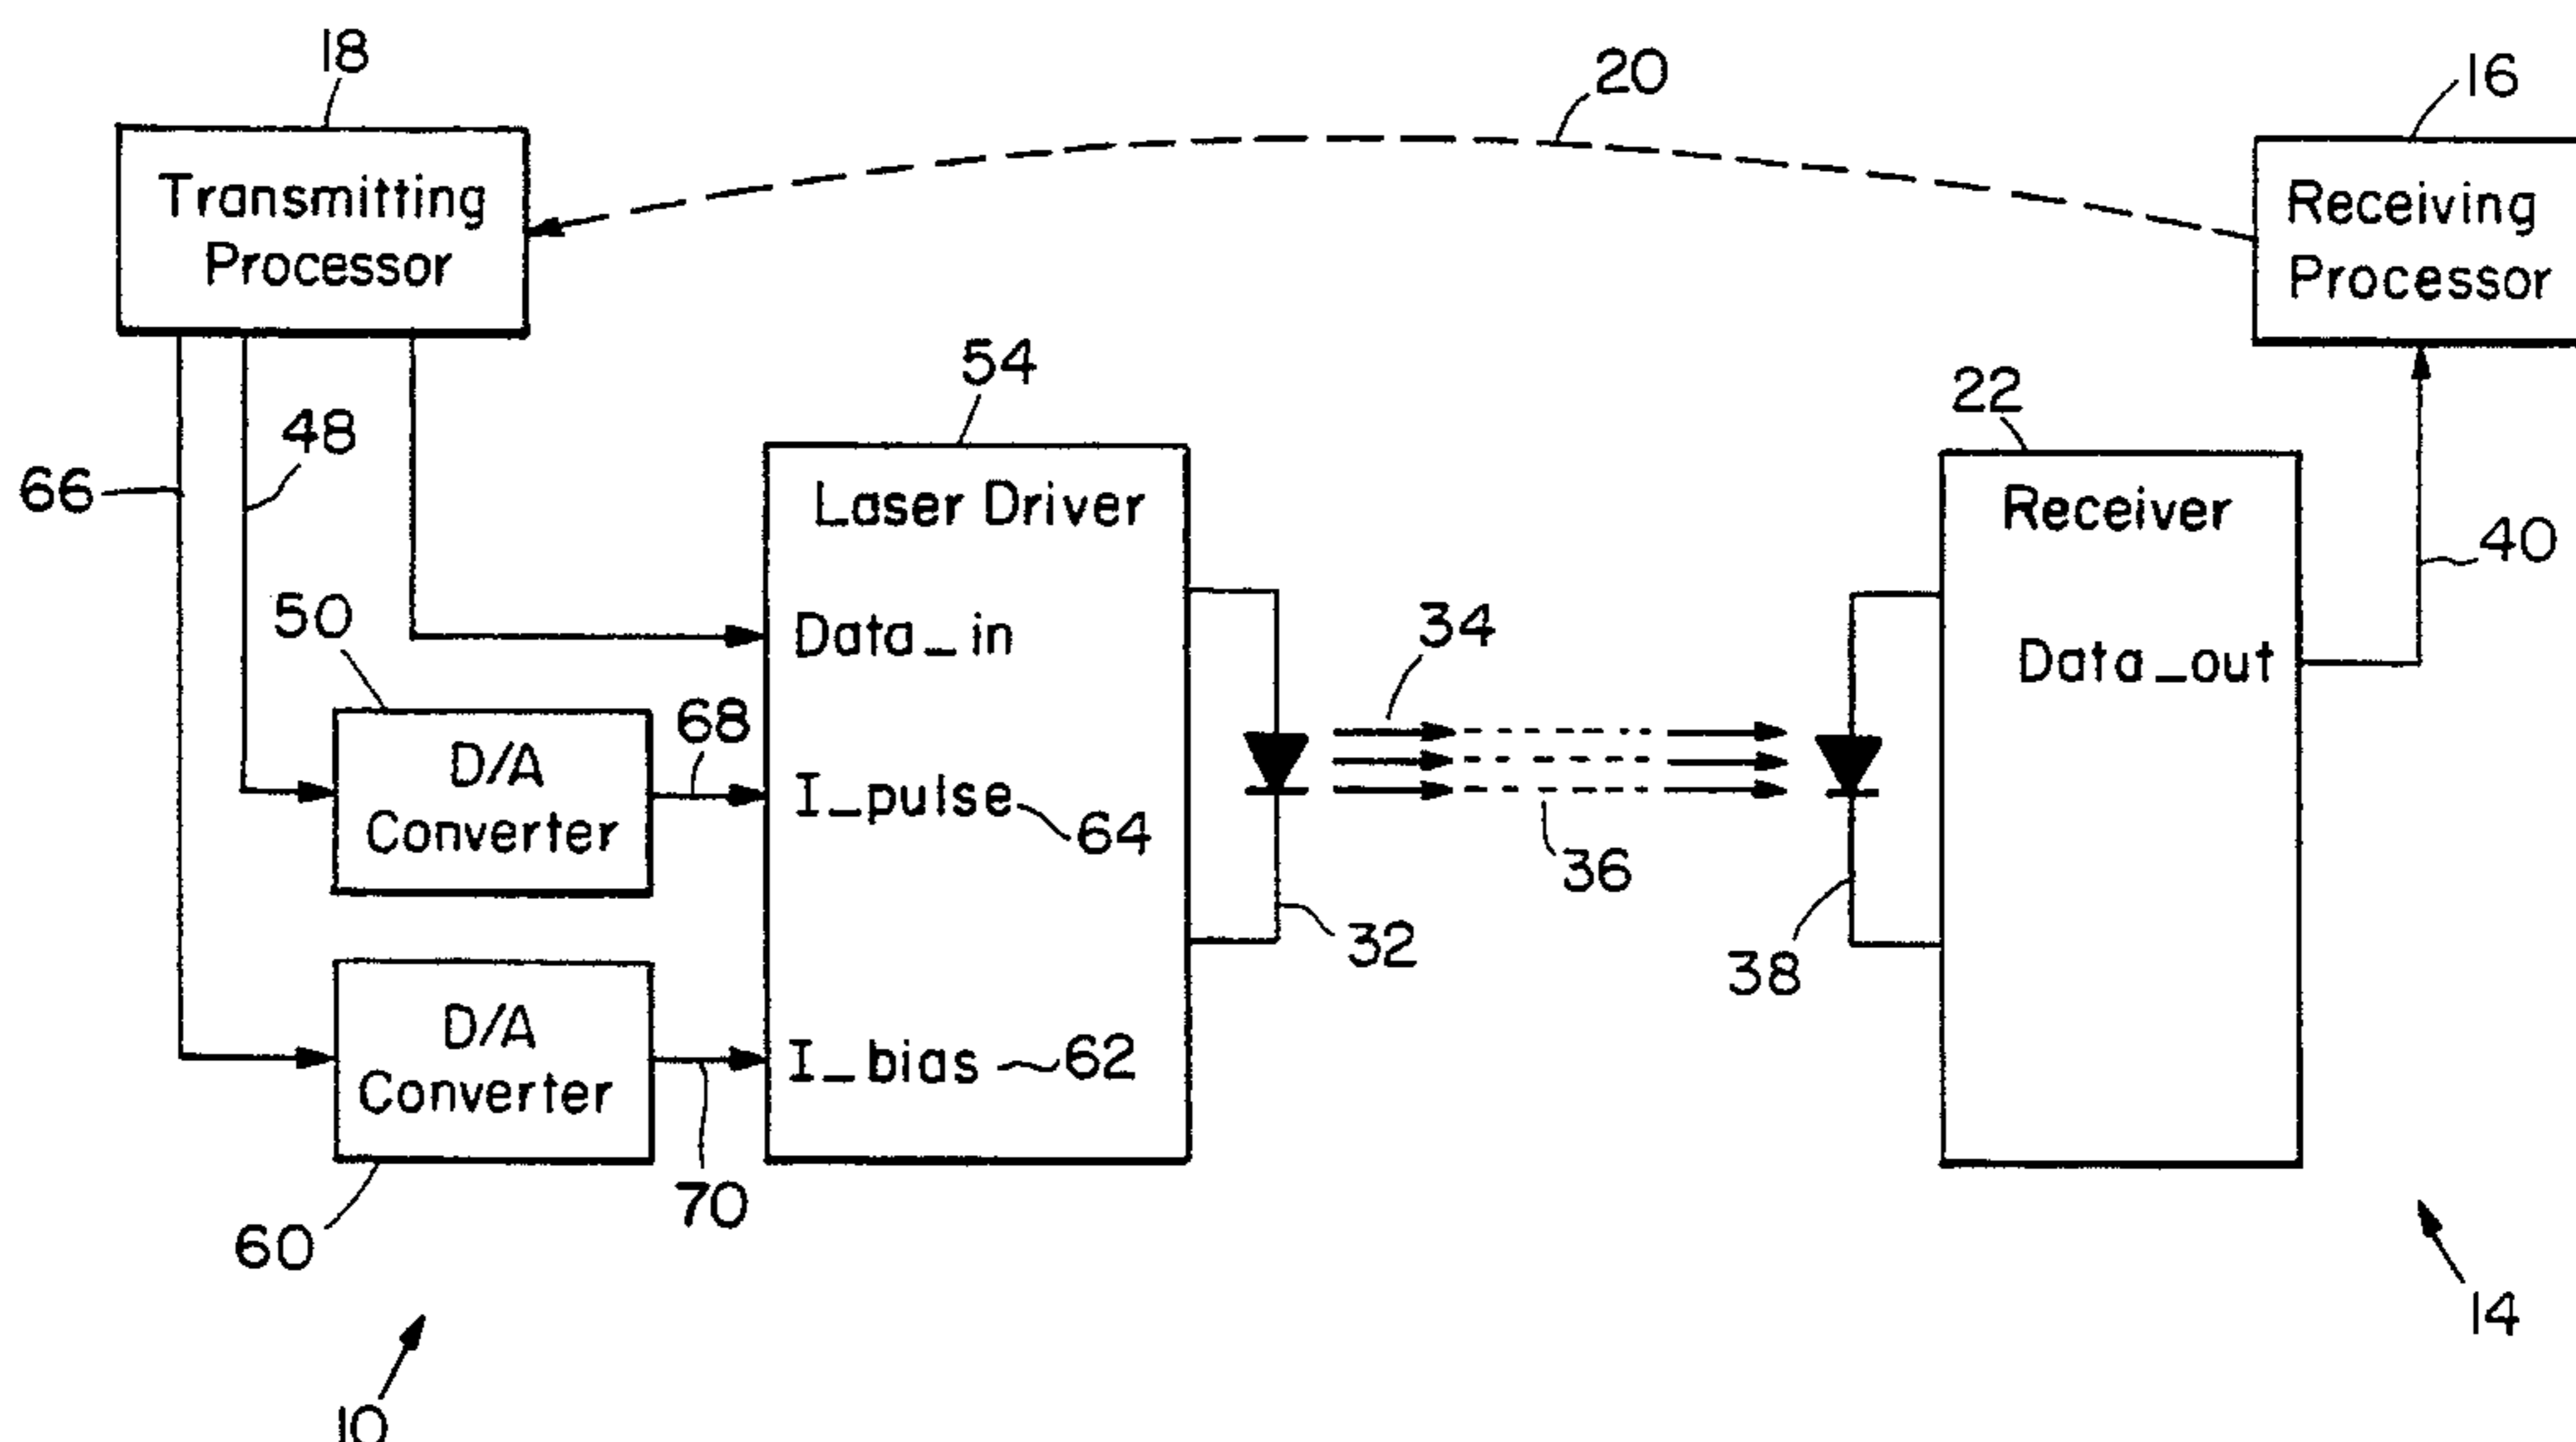 18
20
16
Transmitting
Processor
Receiving
Processor
54
22
48
66
Laser Driver
Receiver
40
50
Data_in
34
Data_out
68
D/A
Converter
I_pulse
64
36
32
38
D/A
Converter
I_bias
62
70
60
14
10